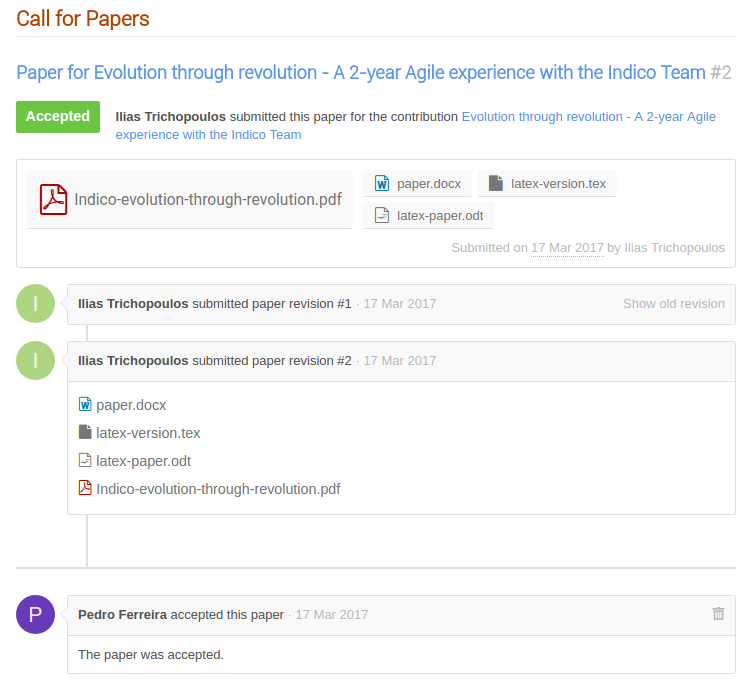 Call for Papers
Paper for Evolution through revolution - A 2-year Agile experience with the Indico Team #2
Accepted
Ilias Trichopoulos submitted this paper for the contribution Evolution through revolution - A 2-year Agile
experience with the Indico Team
Indico-evolution-through-revolution.pdf
paper.docx
latex-version.tex
latex-paper.odt
Submitted on 17 Mar 2017 by Ilias Trichopoulos
I
Ilias Trichopoulos submitted paper revision #1 · 17 Mar 2017
Show old revision
I
Ilias Trichopoulos submitted paper revision #2 · 17 Mar 2017
paper.docx
latex-version.tex
latex-paper.odt
Indico-evolution-through-revolution.pdf
P
Pedro Ferreira accepted this paper · 17 Mar 2017
The paper was accepted.